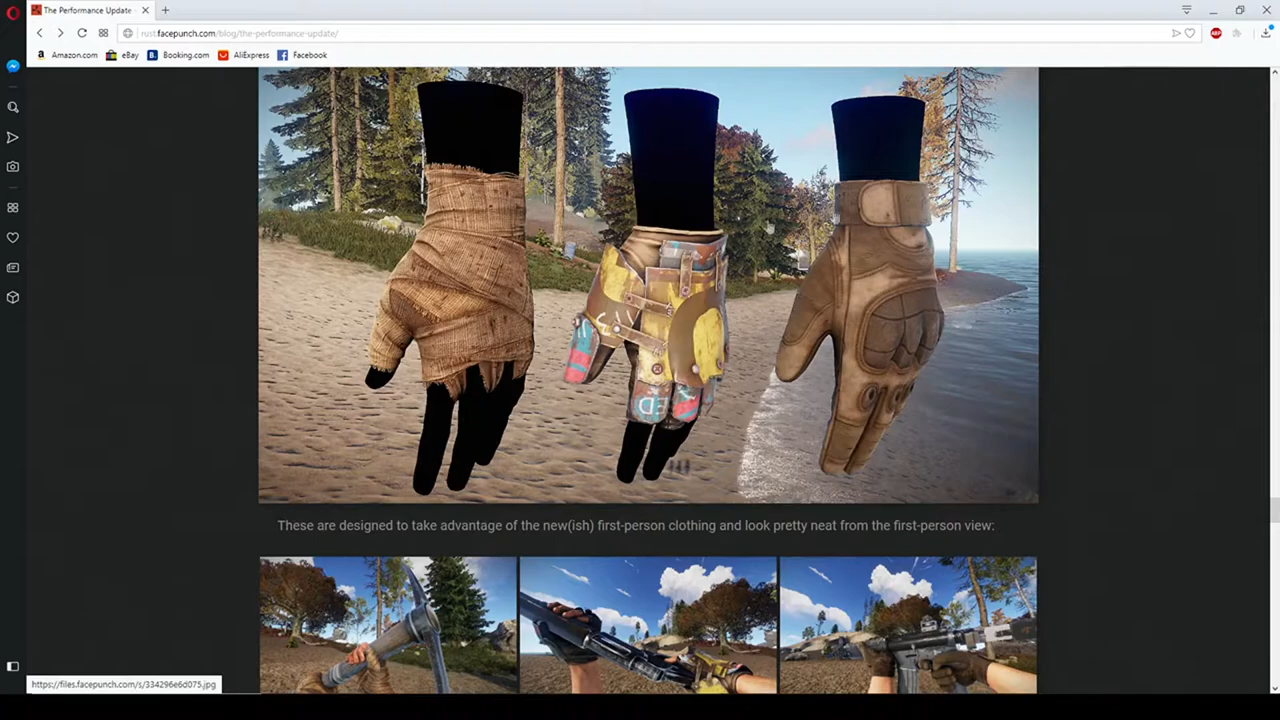 The Performance Update
rust.facepunch.com/blog/the-performance-update/
ABP
Amazon.com
eBay
Booking.com
AliExpress
Facebook
These are designed to take advantage of the new(ish) first-person clothing and look pretty neat from the first-person view:
https://files.facepunch.com/s/334296e6d075.jpg